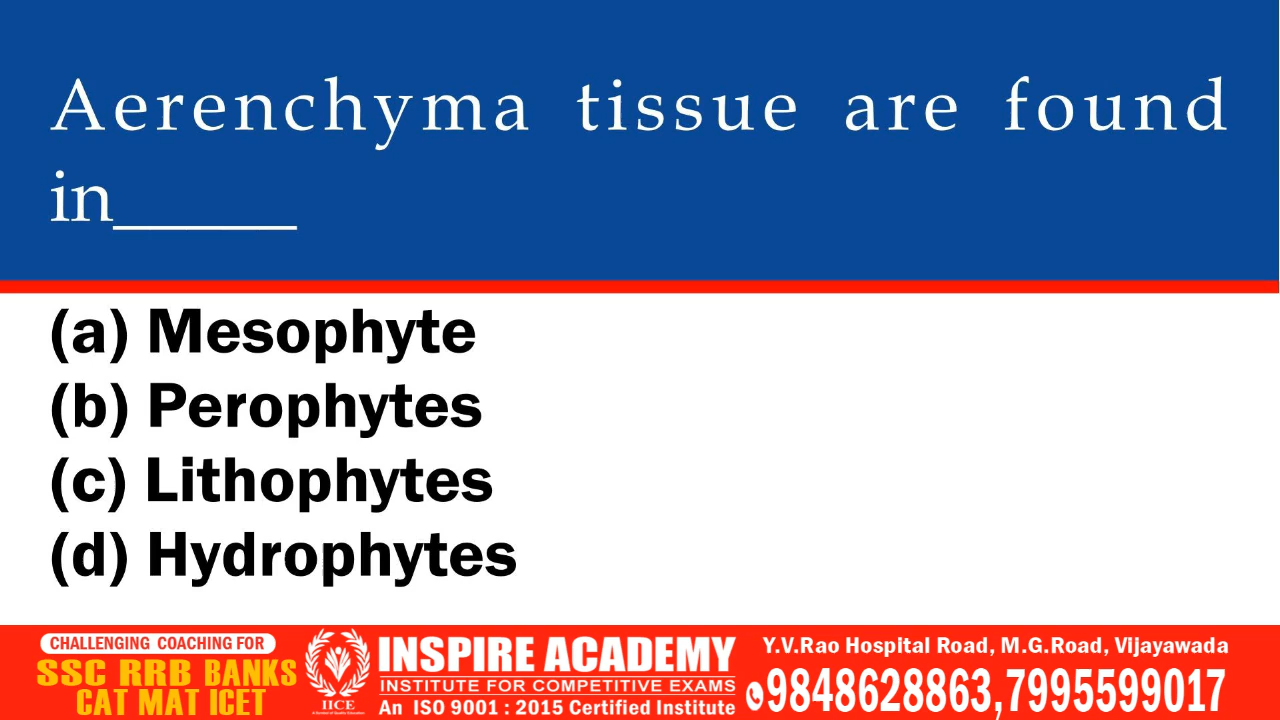 Aerenchyma tissue are found
in_____
(a) Mesophyte
(b) Perophytes
(c) Lithophytes
(d) Hydrophytes
CHALLENGING COACHING FOR
SSC RRB BANKS
CAT MAT ICET
IICE
INSPIRE ACADEMY
INSTITUTE FOR COMPETITIVE EXAMS
An ISO 9001 : 2015 Certified Institute
Y.V.Rao Hospital Road, M.G.Road, Vijayawada
9848628863,7995599017